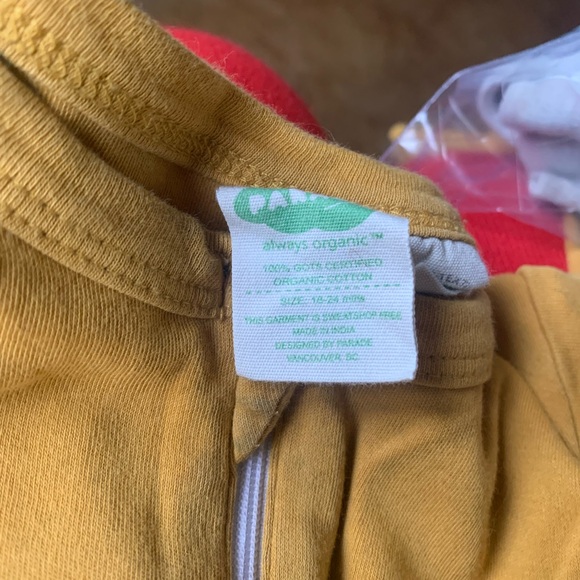 always organic™
100% GOTS CERTIFIED
ORGANIC COTTON
SIZE: 18-24 mths
THIS GARMENT IS SWEATSHOP FREE
MADE IN INDIA
DESIGNED BY PARADE
VANCOUVER, BC